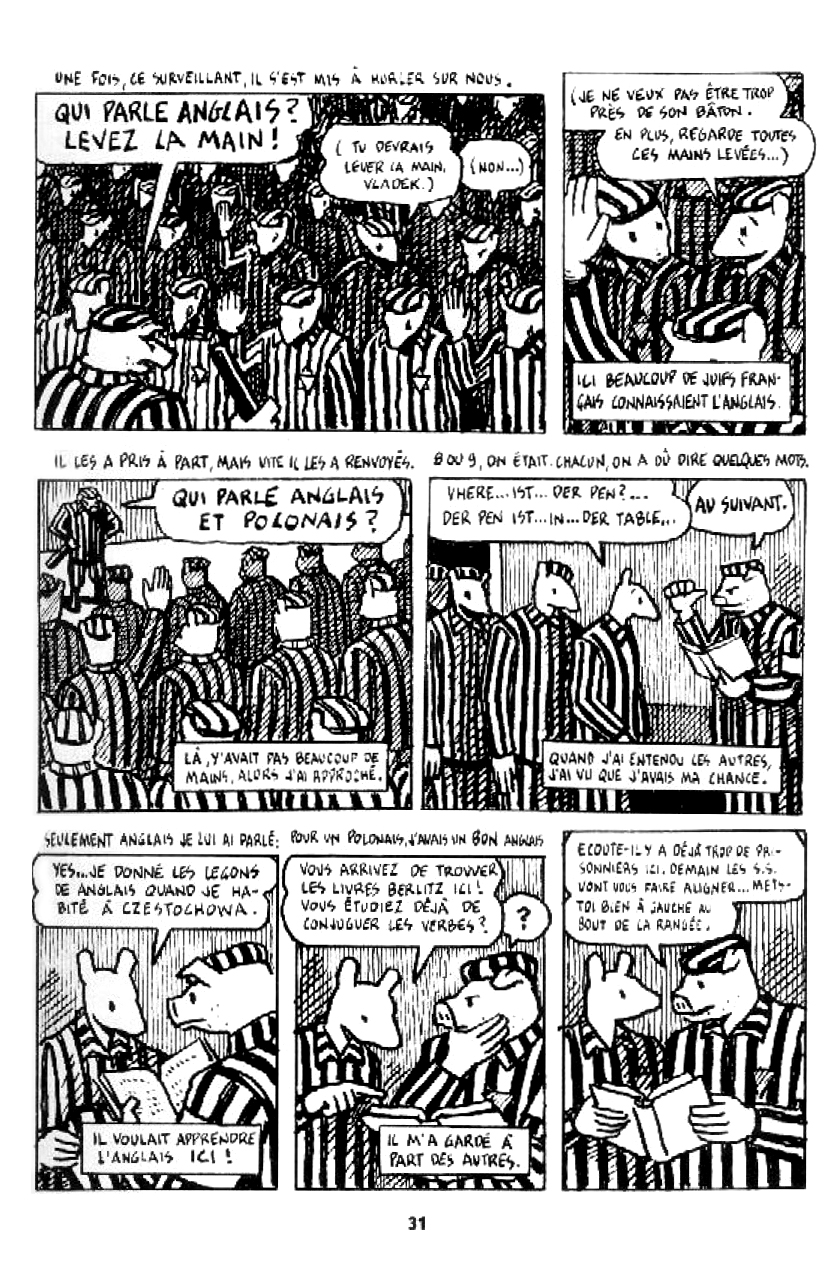 UNE FOIS, CE SURVEILLANT, IL S'EST MIS À HURLER SUR NOUS.
QUI PARLE ANGLAIS?
LEVEZ LA MAIN!
(TU DEVRAIS
LEVER LA MAIN,
VLADEK.)
(NON...)
(JE NE VEUX PAS ÊTRE TROP
PRÈS DE SON BÂTON.
EN PLUS, REGARDE TOUTES
CES MAINS LEVÉES...)
ICI BEAUCOUP DE JUIFS FRAN-
ÇAIS CONNAISSAIENT L'ANGLAIS.
IL LES A PRIS À PART, MAIS VITE IL LES A RENVOYÉS.
QUI PARLE ANGLAIS
ET POLONAIS?
LÀ, Y'AVAIT PAS BEAUCOUP DE
MAINS, ALORS J'AI APPROCHÉ.
8 OU 9, ON ÉTAIT. CHACUN, ON A DÛ DIRE QUELQUES MOTS.
VHERE... IST... DER PEN?....
DER PEN IST... IN... DER TABLE...
AU SUIVANT.
QUAND J'AI ENTENDU LES AUTRES,
J'AI VU QUE J'AVAIS MA CHANCE.
SEULEMENT ANGLAIS JE LUI AI PARLÉ:
YES... JE DONNÉ LES LEÇONS
DE ANGLAIS QUAND JE HA-
BITÉ À CZESTOCHOWA.
IL VOULAIT APPRENDRE
L'ANGLAIS ICI!
POUR UN POLONAIS, J'AVAIS UN BON ANGLAIS
VOUS ARRIVEZ DE TROUVER
LES LIVRES BERLITZ ICI!
VOUS ÉTUDIEZ DÉJÀ DE
CONJUGUER LES VERBES?
?
IL M'A GARDÉ À
PART DES AUTRES.
ÉCOUTE-IL Y A DÉJÀ TROP DE PRI-
SONNIERS ICI. DEMAIN LES S.S.
VONT VOUS FAIRE ALIGNER... METS-
TOI BIEN À GAUCHE AU
BOUT DE LA RANGÉE.
31